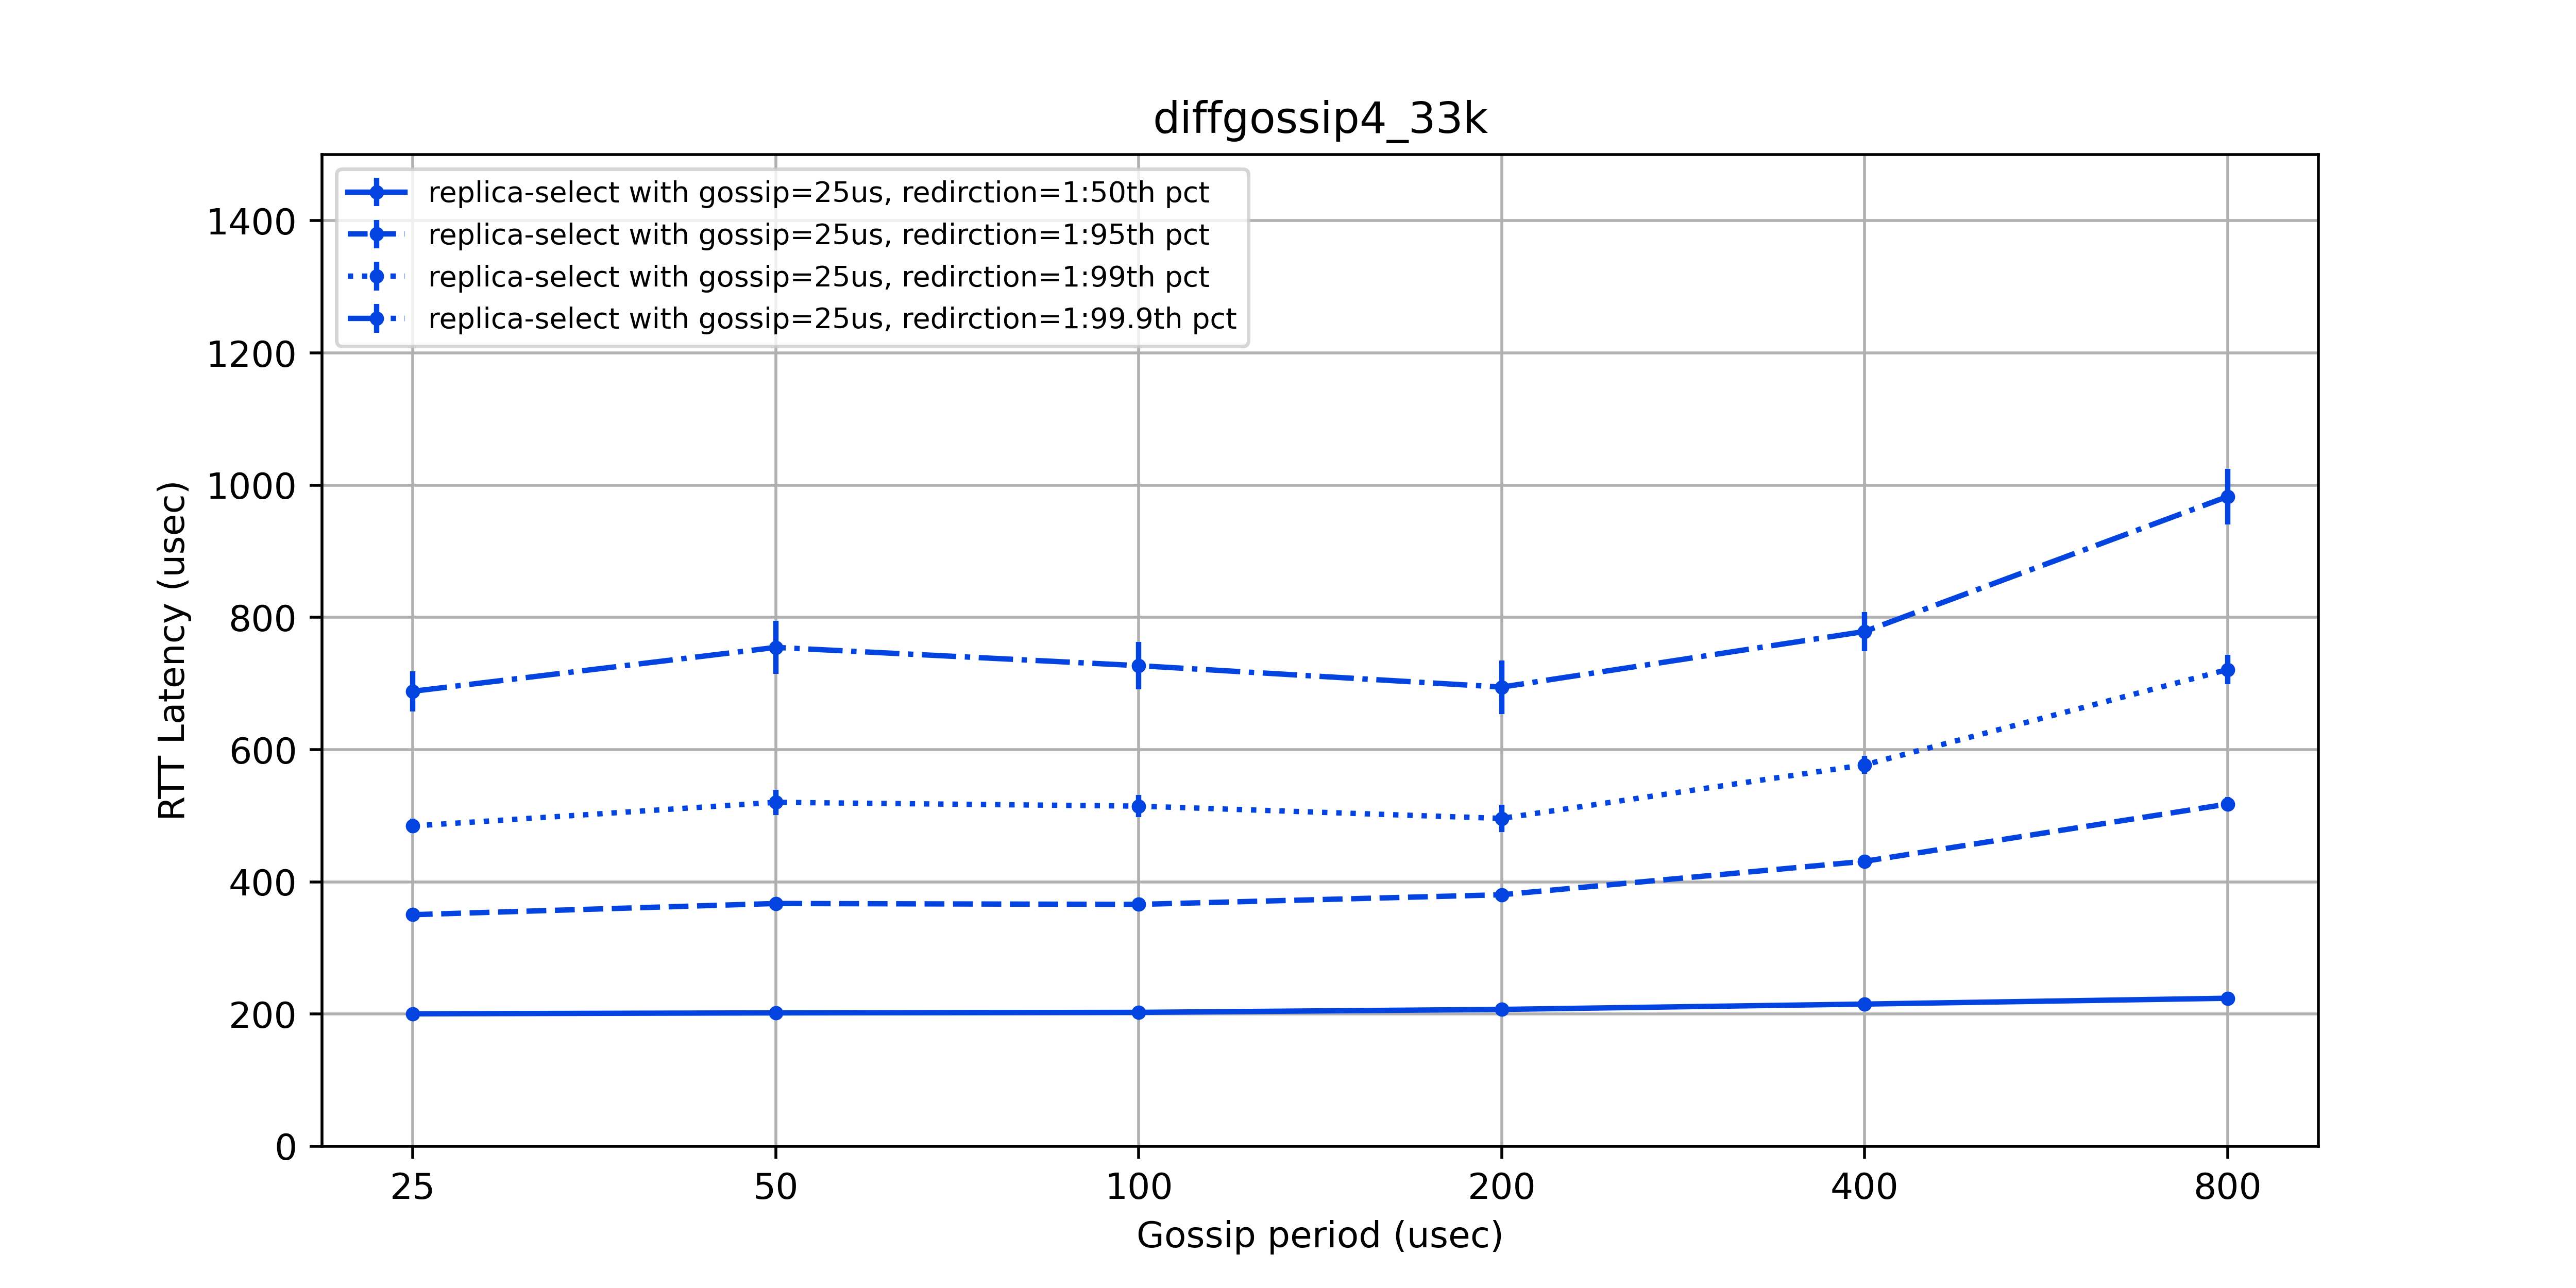 diffgossip4_33k
replica-select with gossip=25us, redirction=1:50th pct
replica-select with gossip=25us, redirction=1:95th pct
replica-select with gossip=25us, redirction=1:99th pct
replica-select with gossip=25us, redirction=1:99.9th pct
1400
1200
1000
800
600
400
200
0
RTT Latency (usec)
25 50 100 200 400 800
Gossip period (usec)